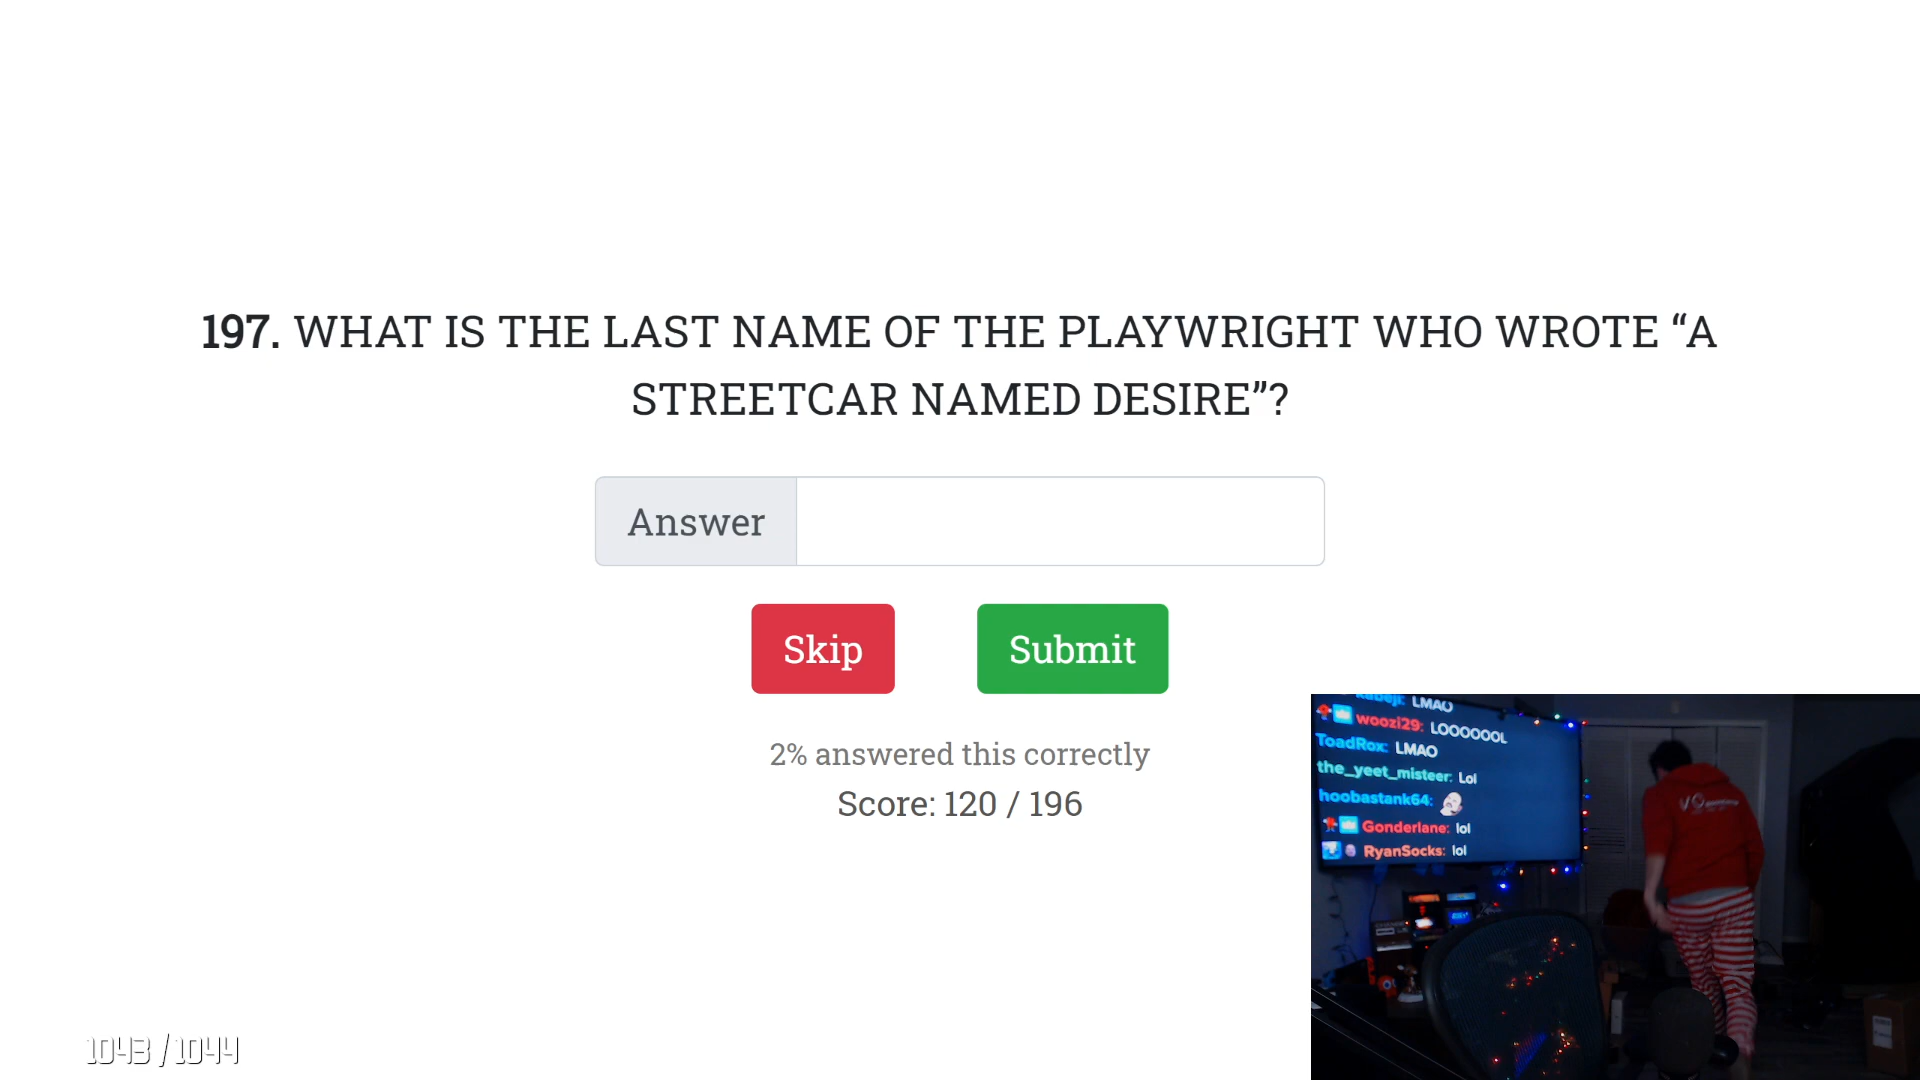 197. WHAT IS THE LAST NAME OF THE PLAYWRIGHT WHO WROTE “A
STREETCAR NAMED DESIRE”?
Answer
Skip
Submit
2% answered this correctly
Score: 120 / 196
kabeji: LMAO
woozi29: LOOOOOOL
ToadRox: LMAO
the_yeet_misteer: Lol
hoobastank64:
Gonderlane: lol
RyanSocks: lol
1043 / 1044